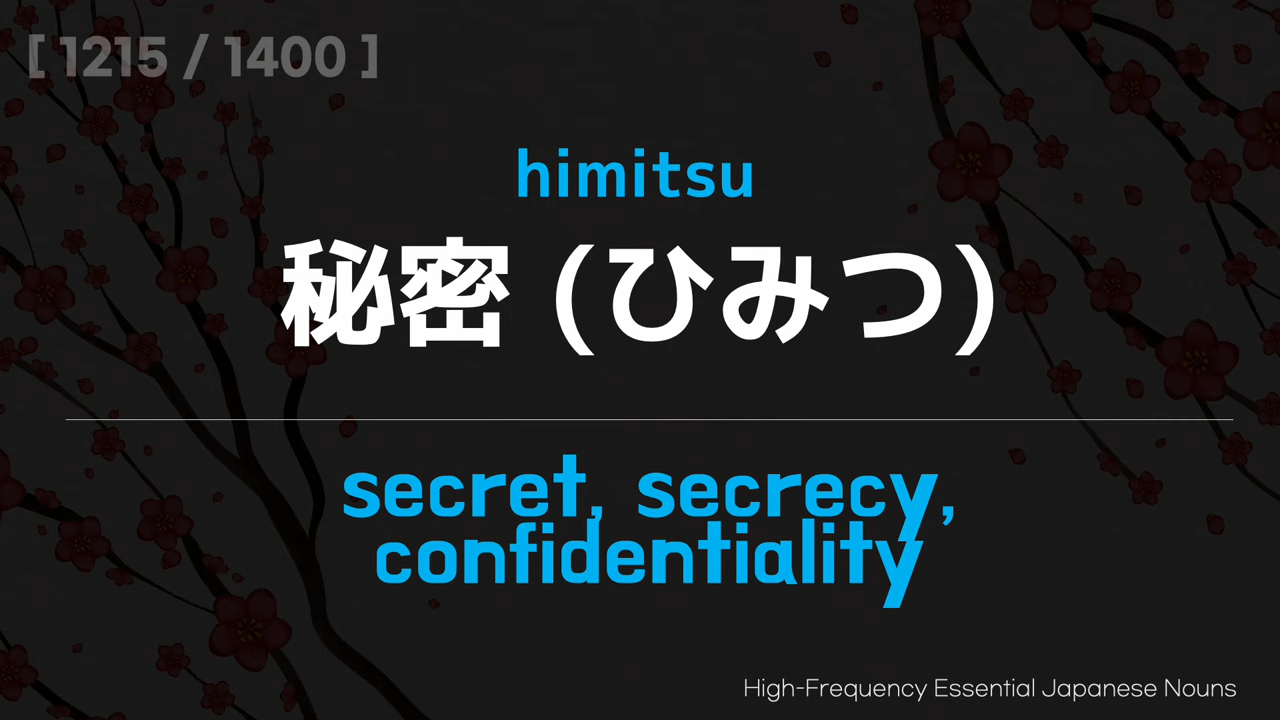 [ 1215 / 1400 ]
himitsu
秘密 (ひみつ)
secret, secrecy,
confidentiality
High-Frequency Essential Japanese Nouns